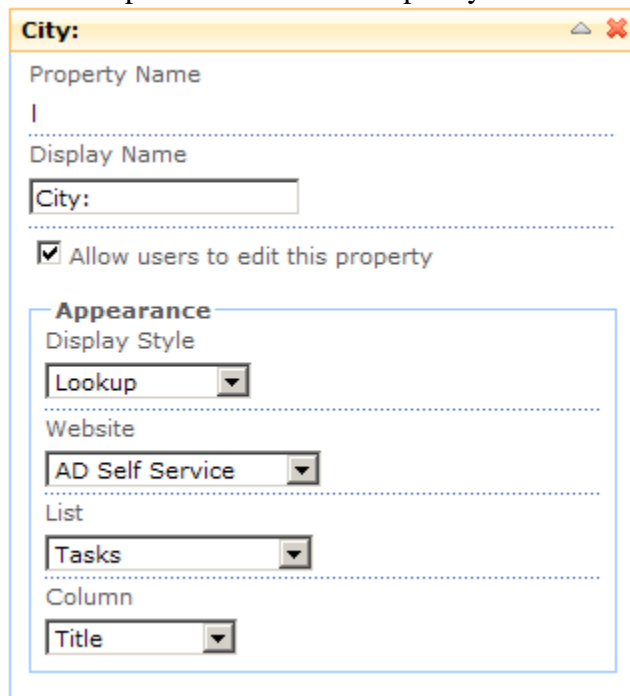 City:
Property Name
l
Display Name
City:
Allow users to edit this property
Appearance
Display Style
Lookup
Website
AD Self Service
List
Tasks
Column
Title